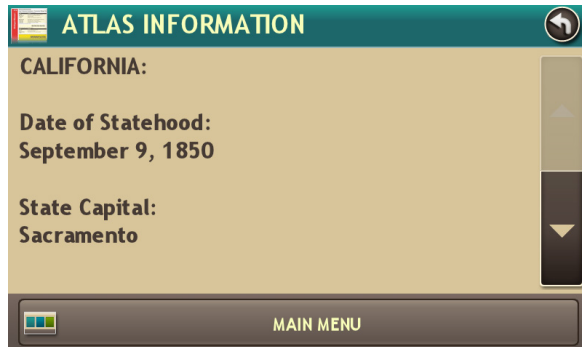 ATLAS INFORMATION
CALIFORNIA:
Date of Statehood:
September 9, 1850
State Capital:
Sacramento
MAIN MENU